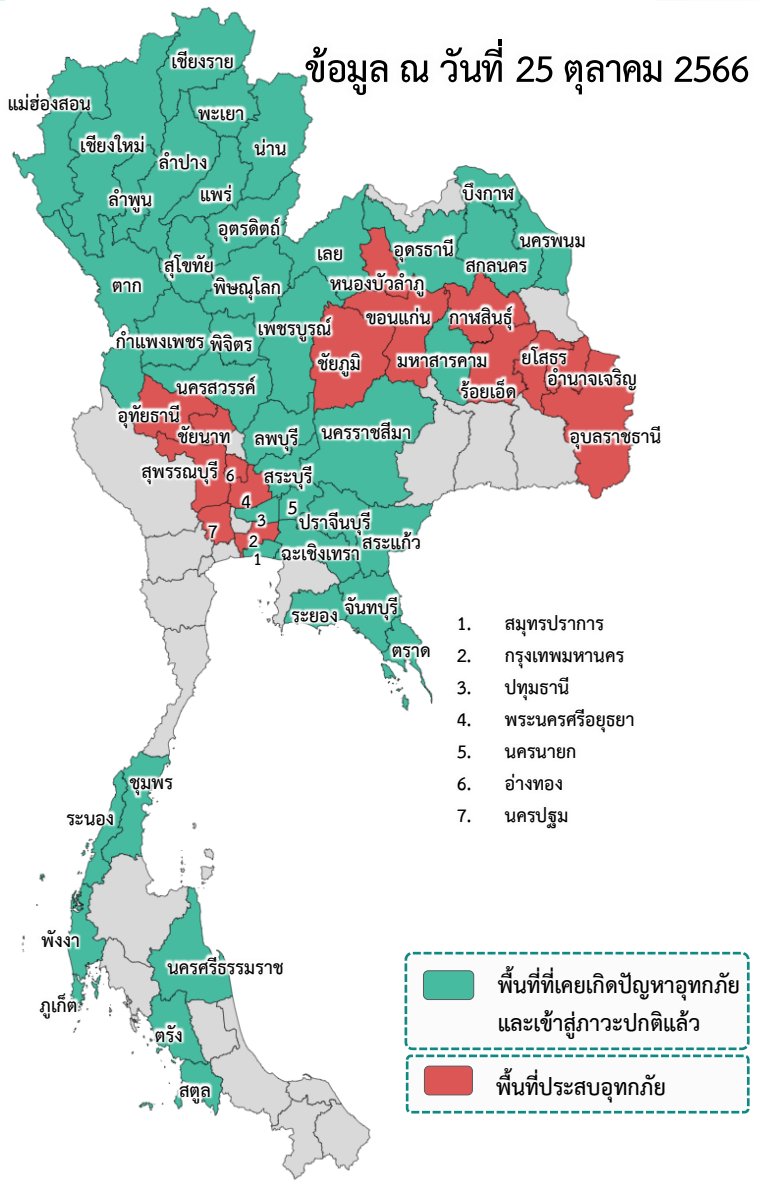 ข้อมูล ณ วันที่ 25 ตุลาคม 2566
เชียงราย
แม่ฮ่องสอน
พะเยา
เชียงใหม่
น่าน
ลำปาง
ลำพูน
แพร่
บึงกาฬ
อุตรดิตถ์
นครพนม
อุดรธานี
เลย
สุโขทัย
สกลนคร
ตาก
พิษณุโลก
หนองบัวลำภู
ขอนแก่น
กาฬสินธุ์
เพชรบูรณ์
กำแพงเพชร
พิจิตร
ชัยภูมิ
มหาสารคาม
ยโสธร
อำนาจเจริญ
นครสวรรค์
ร้อยเอ็ด
อุทัยธานี
ชัยนาท
ลพบุรี
นครราชสีมา
อุบลราชธานี
สุพรรณบุรี
6
สระบุรี
4
5
3
ปราจีนบุรี
7
2
สระแก้ว
1
ฉะเชิงเทรา
ระยอง
จันทบุรี
ตราด
1. สมุทรปราการ
2. กรุงเทพมหานคร
3. ปทุมธานี
4. พระนครศรีอยุธยา
5. นครนายก
6. อ่างทอง
7. นครปฐม
ชุมพร
ระนอง
พังงา
นครศรีธรรมราช
ภูเก็ต
ตรัง
สตูล
พื้นที่ที่เคยเกิดปัญหาอุทกภัย
และเข้าสู่ภาวะปกติแล้ว
พื้นที่ประสบอุทกภัย